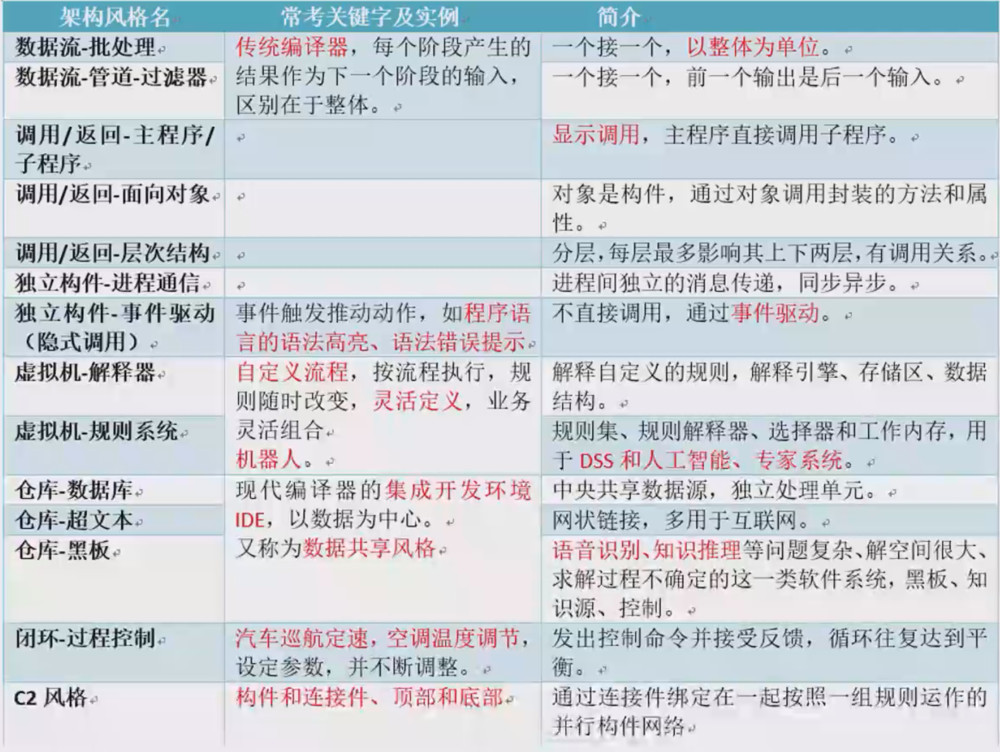 架构风格名 常考关键字及实例 简介
数据流-批处理
传统编译器，每个阶段产生的
结果作为下一个阶段的输入，
区别在于整体。
一个接一个，以整体为单位。
数据流-管道-过滤器
一个接一个，前一个输出是后一个输入。
调用/返回-主程序/
子程序
显示调用，主程序直接调用子程序。
调用/返回-面向对象
对象是构件，通过对象调用封装的方法和属
性。
调用/返回-层次结构
分层，每层最多影响其上下两层，有调用关系。
独立构件-进程通信
进程间独立的消息传递，同步异步。
独立构件-事件驱动
（隐式调用）
事件触发推动动作，如程序语
言的语法高亮、语法错误提示
不直接调用，通过事件驱动。
虚拟机-解释器
自定义流程，按流程执行，规
则随时改变，灵活定义，业务
灵活组合
机器人。
解释自定义的规则，解释引擎、存储区、数据
结构。
虚拟机-规则系统
规则集、规则解释器、选择器和工作内存，用
于 DSS 和人工智能、专家系统。
仓库-数据库
现代编译器的集成开发环境
IDE，以数据为中心。
又称为数据共享风格
中央共享数据源，独立处理单元。
仓库-超文本
网状链接，多用于互联网。
仓库-黑板
语音识别、知识推理等问题复杂、解空间很大、
求解过程不确定的这一类软件系统，黑板、知
识源、控制。
闭环-过程控制
汽车巡航定速，空调温度调节，
设定参数，并不断调整。
发出控制命令并接受反馈，循环往复达到平
衡。
C2 风格
构件和连接件、顶部和底部
通过连接件绑定在一起按照一组规则运作的
并行构件网络